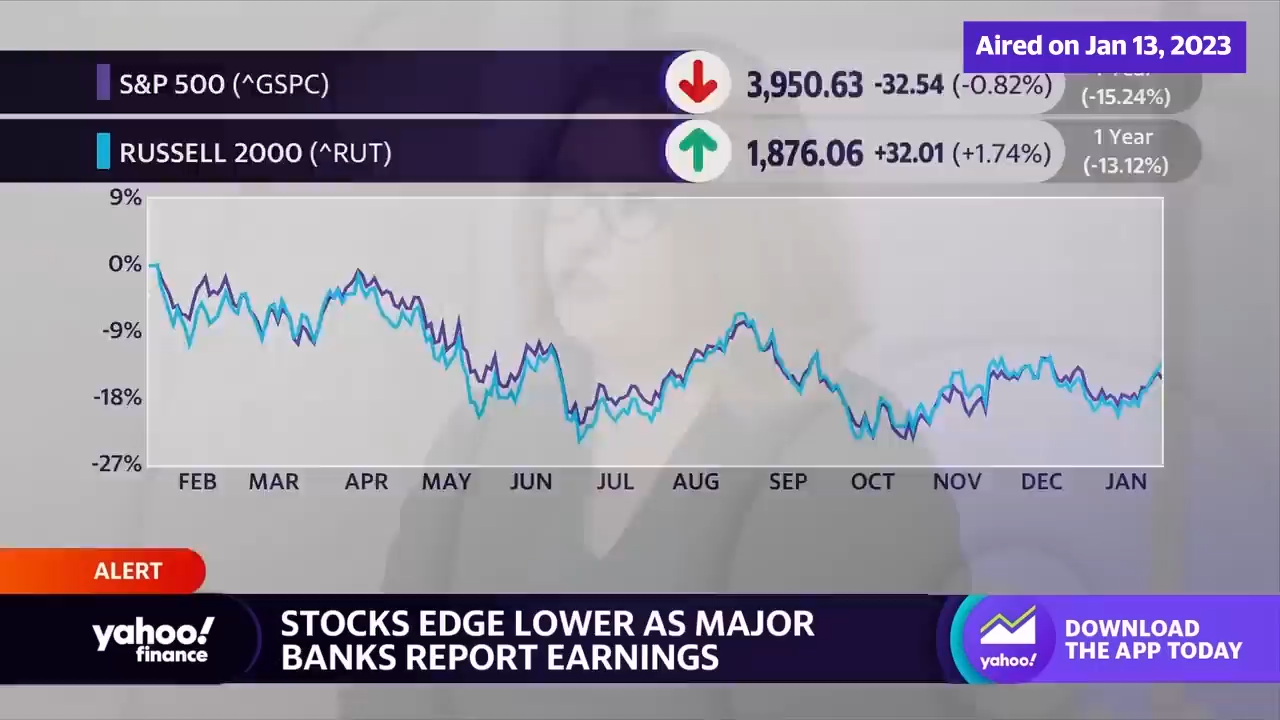 Aired on Jan 13, 2023
S&P 500 (^GSPC) 3,950.63 -32.54 (-0.82%) 1 Year (-15.24%)
RUSSELL 2000 (^RUT) 1,876.06 +32.01 (+1.74%) 1 Year (-13.12%)
9%
0%
-9%
-18%
-27%
FEB MAR APR MAY JUN JUL AUG SEP OCT NOV DEC JAN
ALERT
yahoo!
finance
STOCKS EDGE LOWER AS MAJOR
BANKS REPORT EARNINGS
yahoo!
DOWNLOAD
THE APP TODAY